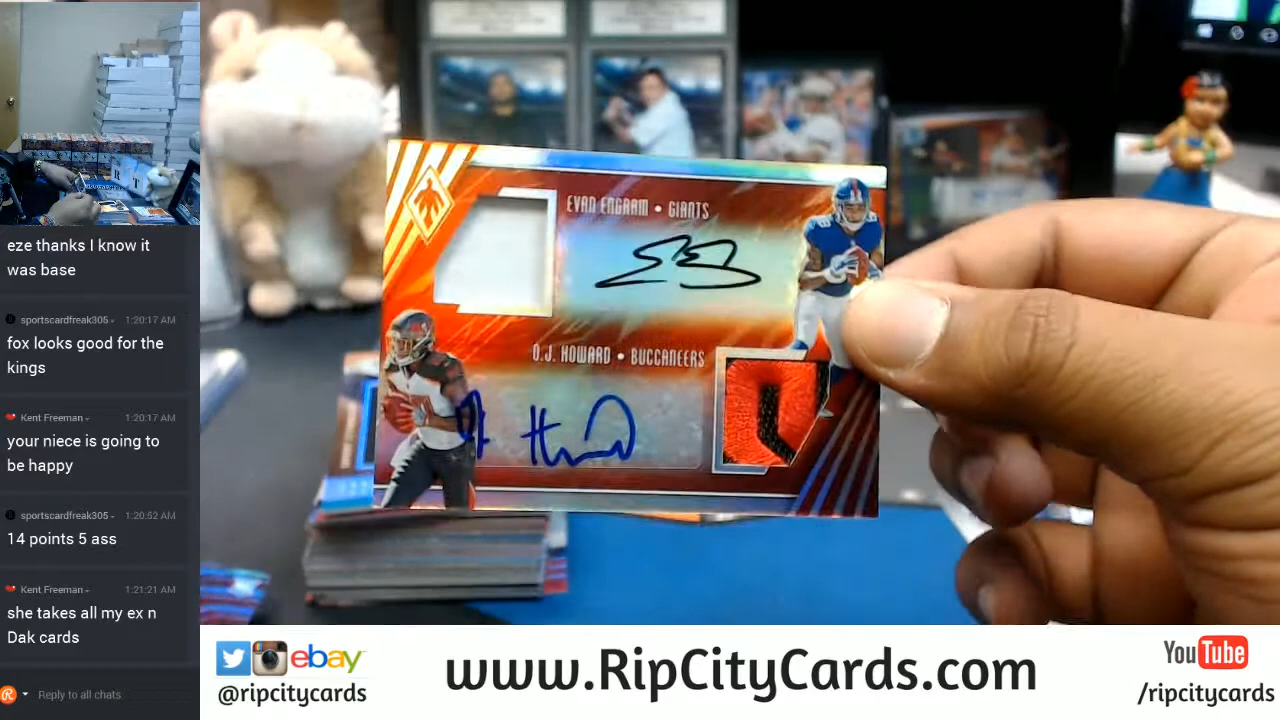 eze thanks I know it
was base
sportscardfreak305 1:20:17 AM
fox looks good for the
kings
Kent Freeman 1:20:17 AM
your niece is going to
be happy
sportscardfreak305 1:20:52 AM
14 points 5 ass
Kent Freeman 1:21:21 AM
she takes all my ex n
Dak cards
Reply to all chats
EVAN ENGRAM • GIANTS
O.J. HOWARD • BUCCANEERS
ebay
@ripcitycards
www.RipCityCards.com
YouTube
/ripcitycards